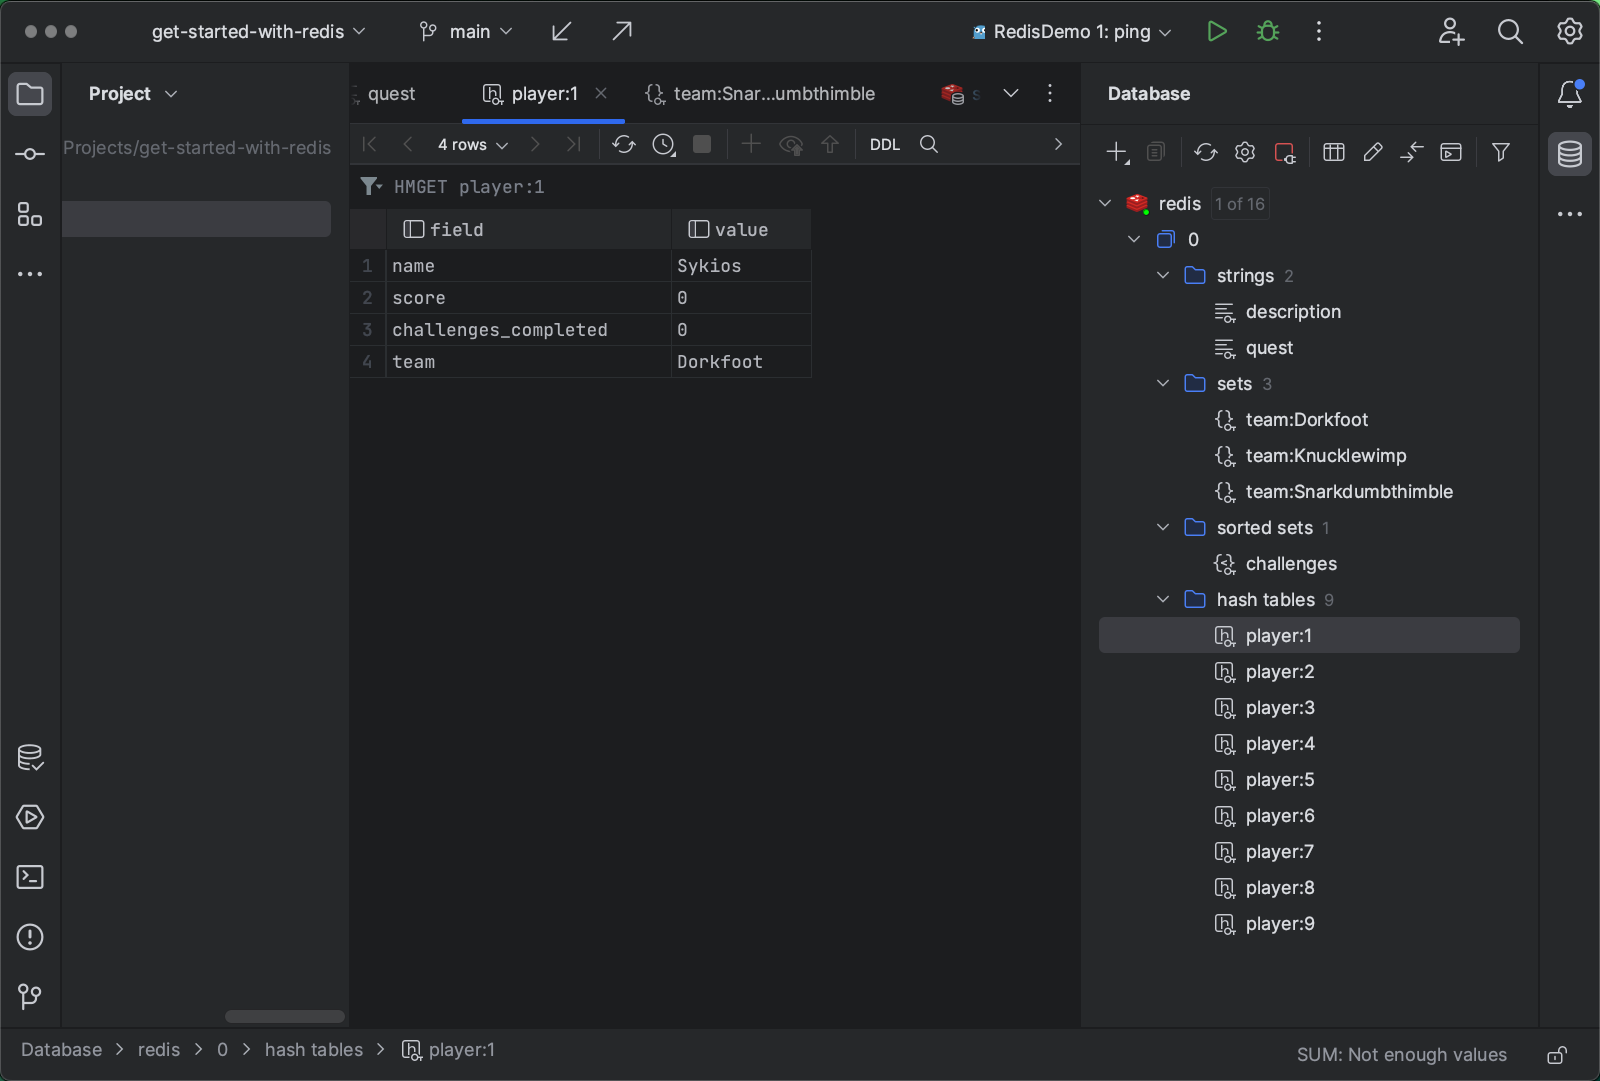 get-started-with-redis
main
RedisDemo 1: ping
Project
Projects/get-started-with-redis
quest
player:1
team:Snar...umbthimble
s
4 rows
DDL
HMGET player:1
field value
1 name Sykios
2 score 0
3 challenges_completed 0
4 team Dorkfoot
Database
redis 1 of 16
0
strings 2
description
quest
sets 3
team:Dorkfoot
team:Knucklewimp
team:Snarkdumbthimble
sorted sets 1
challenges
hash tables 9
player:1
player:2
player:3
player:4
player:5
player:6
player:7
player:8
player:9
Database > redis > 0 > hash tables > player:1
SUM: Not enough values